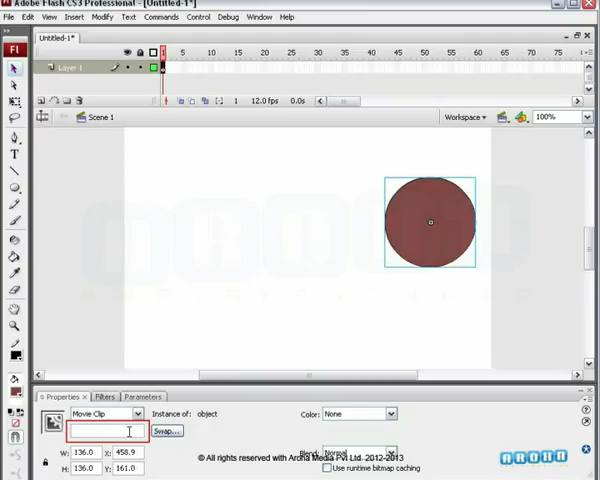 Adobe Flash CS3 Professional - [Untitled-1*]
File Edit View Insert Modify Text Commands Control Debug Window Help
Untitled-1*
1 5 10 15 20 25 30 35 40 45 50 55 60 65 70 75
Fl
Layer 1
1 12.0 fps 0.0s
Scene 1 Workspace 100%
Properties Filters Parameters
Movie Clip Instance of: object Color: None
Swap...
W: 136.0 X: 458.9 Blend: Normal
© All rights reserved with Arona Media Pvt Ltd. 2012-2013
H: 136.0 Y: 161.0 Use runtime bitmap caching